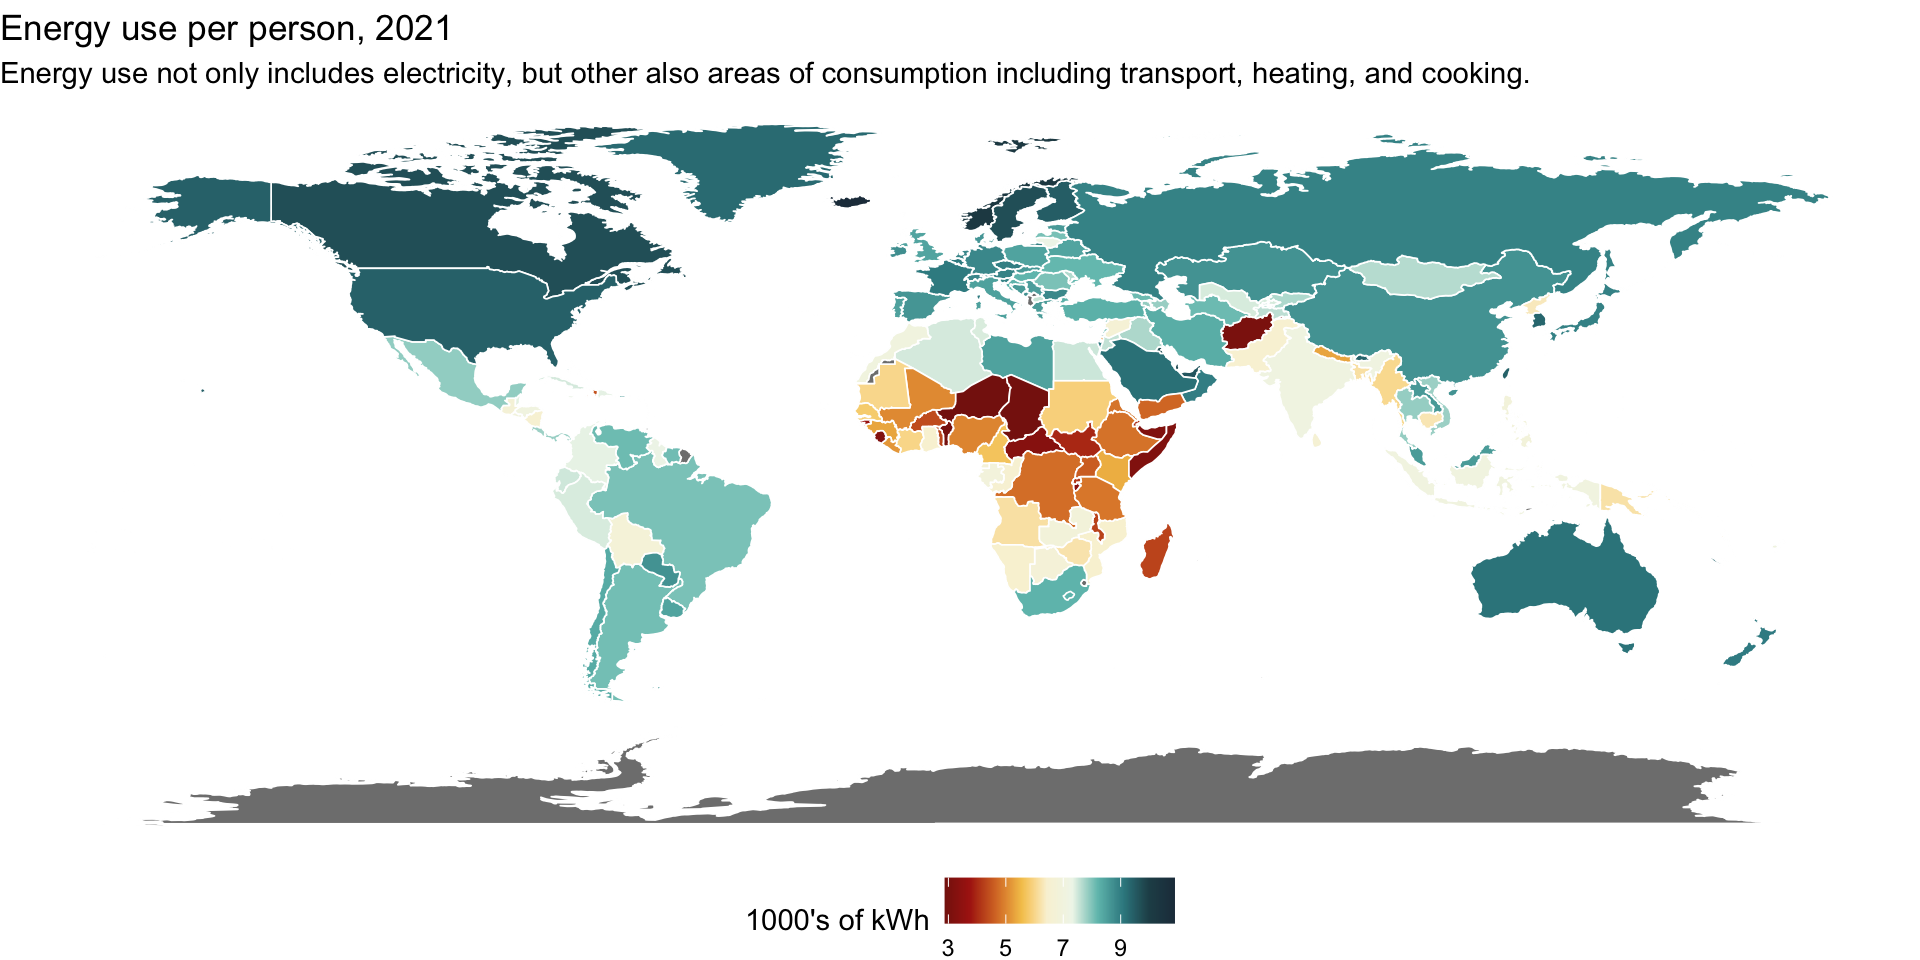 Energy use per person, 2021
Energy use not only includes electricity, but other also areas of consumption including transport, heating, and cooking.
1000's of kWh
3 5 7 9